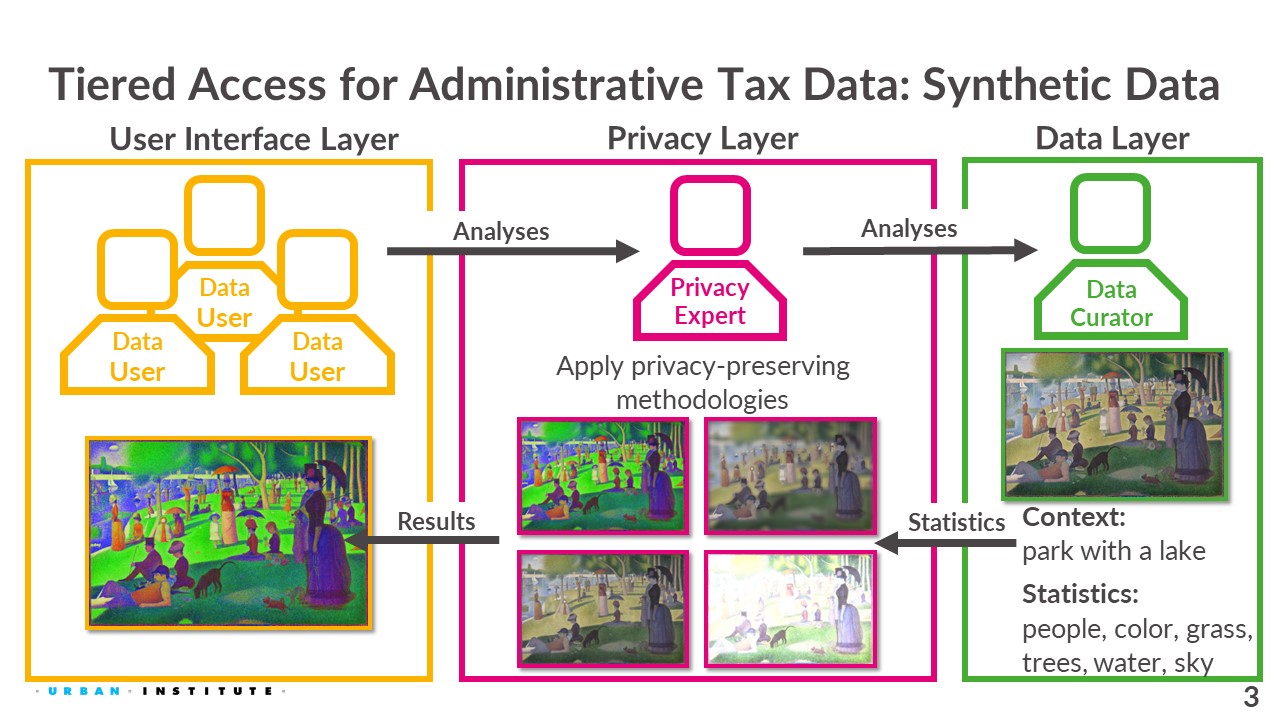 Tiered Access for Administrative Tax Data: Synthetic Data
User Interface Layer
Privacy Layer
Data Layer
Analyses
Analyses
Data
User
Data
User
Data
User
Privacy
Expert
Data
Curator
Apply privacy-preserving
methodologies
Results
Statistics
Context:
park with a lake
Statistics:
people, color, grass,
trees, water, sky
URBAN · INSTITUTE
3